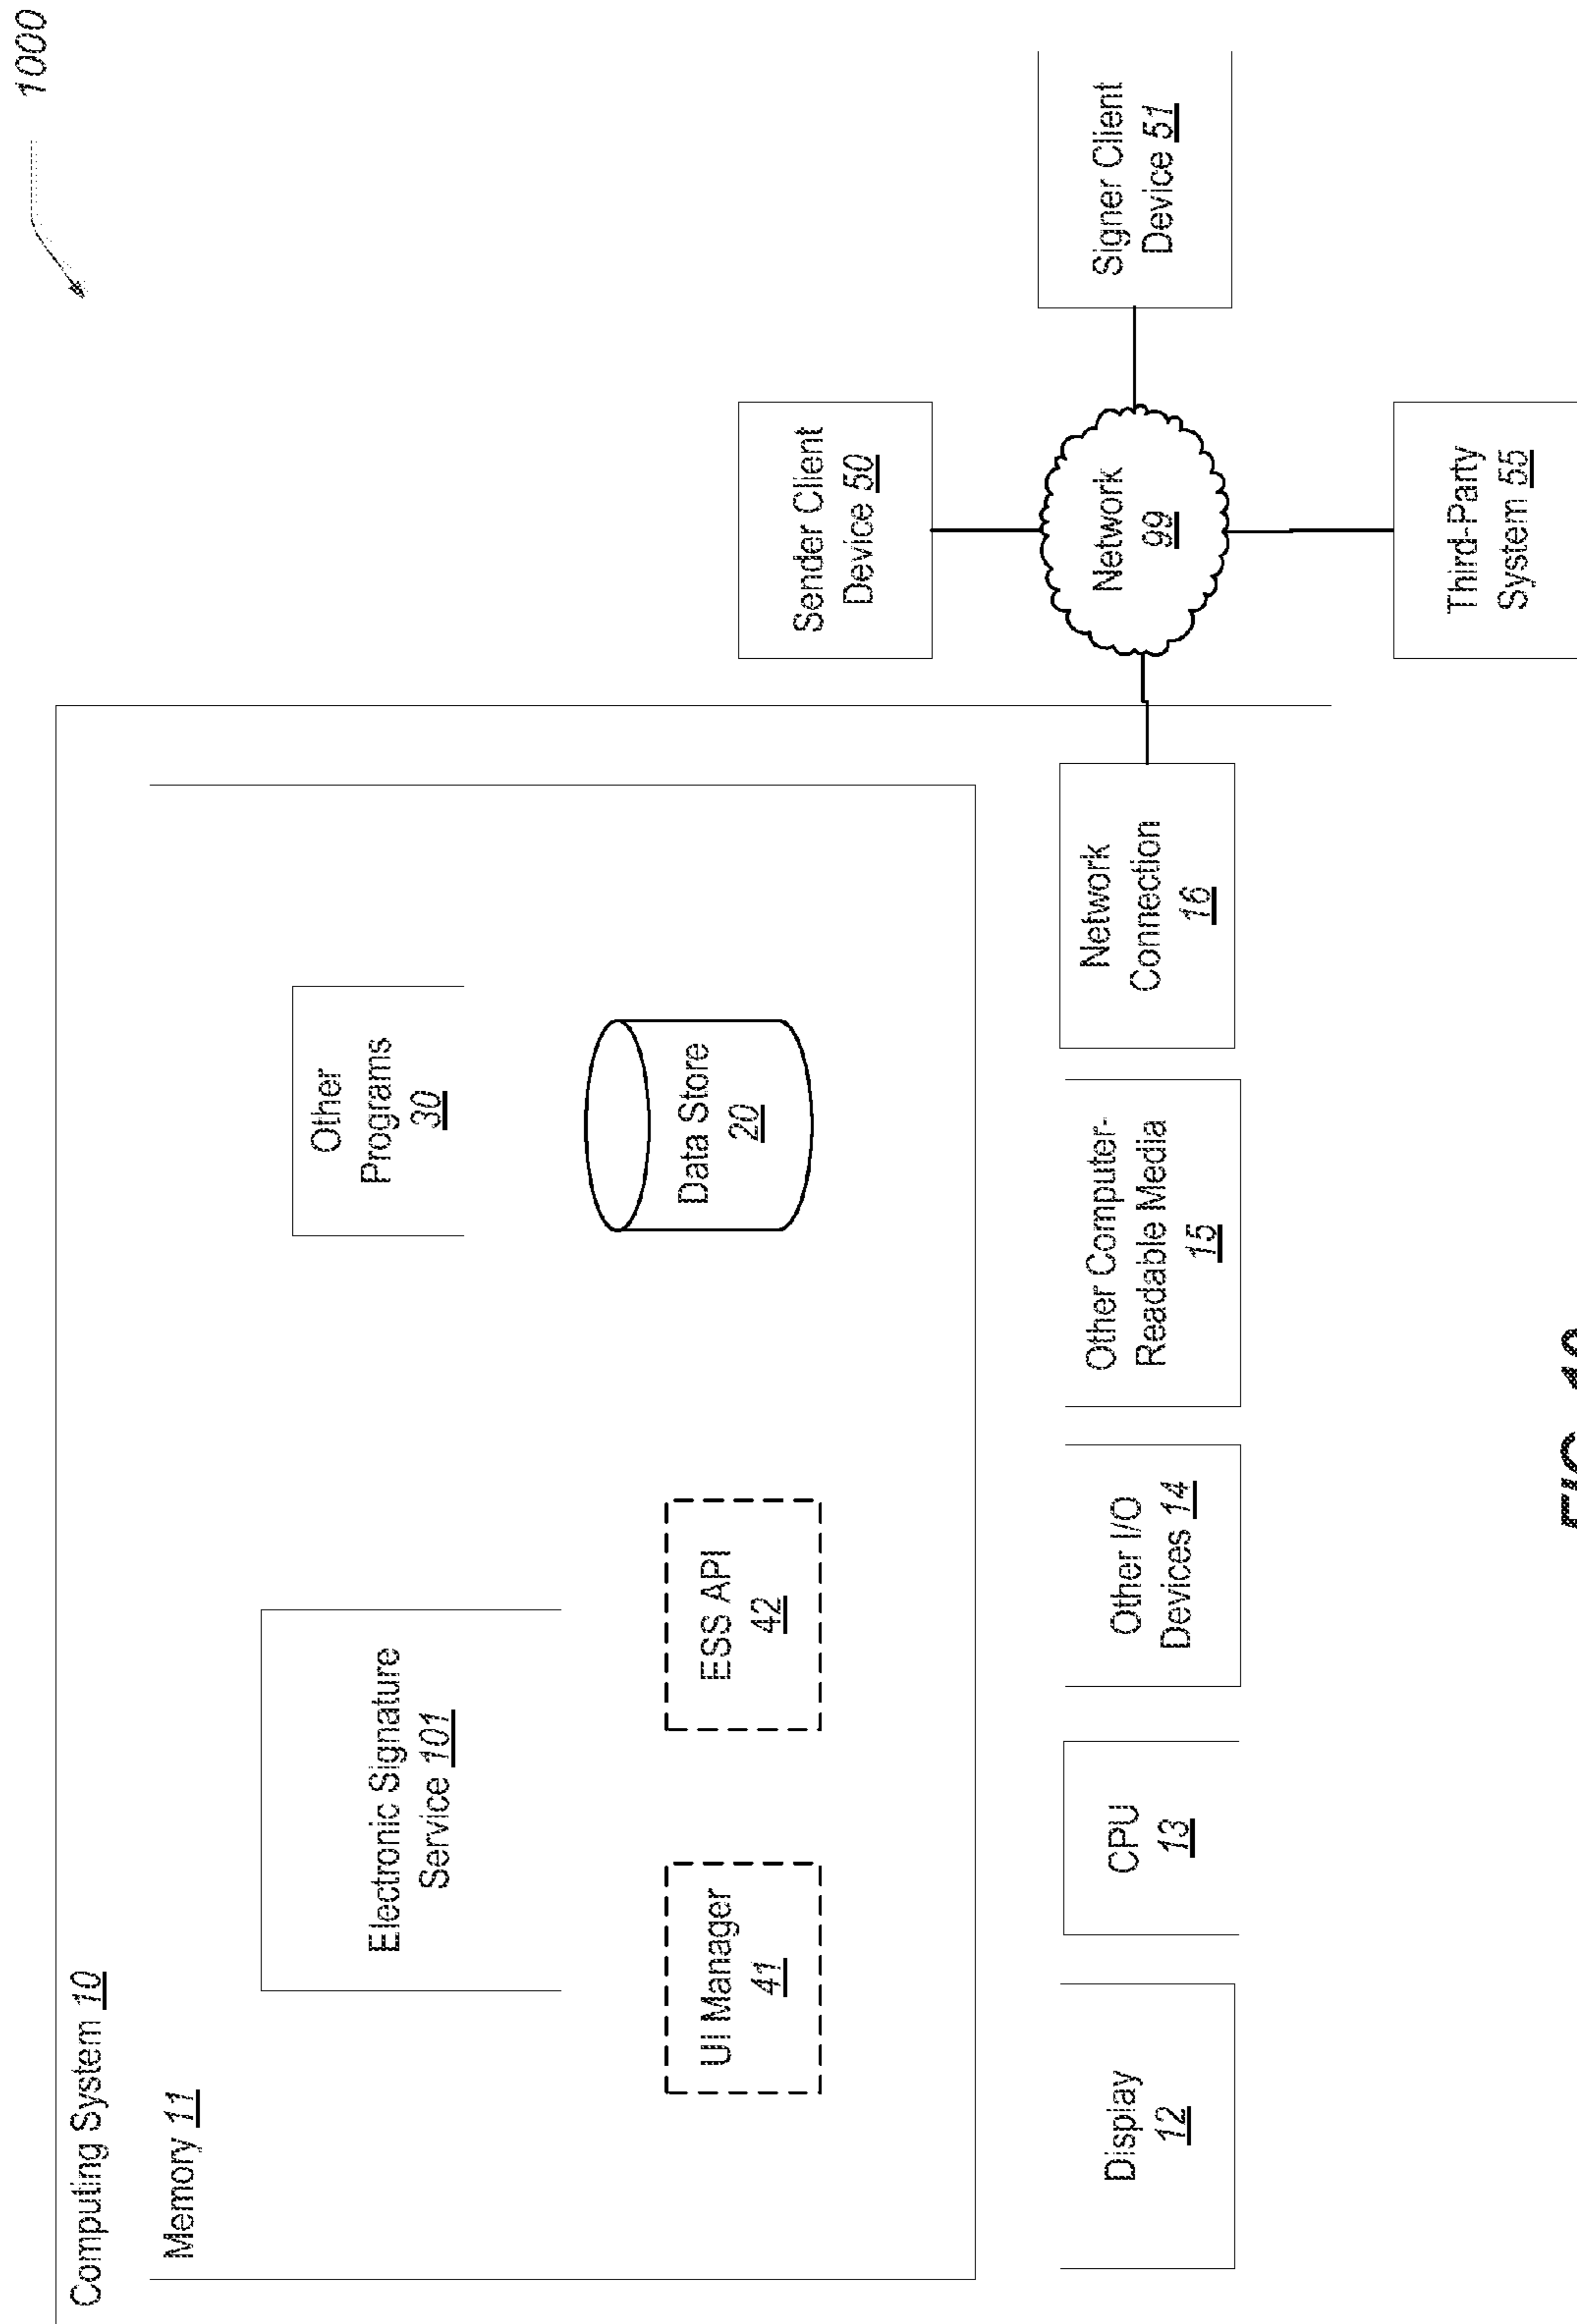 1000
Computing System 10
Memory 11
Electronic Signature
Service 101
Other
Programs
30
UI Manager
41
ESS API
42
Data Store
20
Display
12
CPU
13
Other I/O
Devices 14
Other Computer-
Readable Media
15
Network
Connection
16
Sender Client
Device 50
Network
99
Signer Client
Device 51
Third-Party
System 55